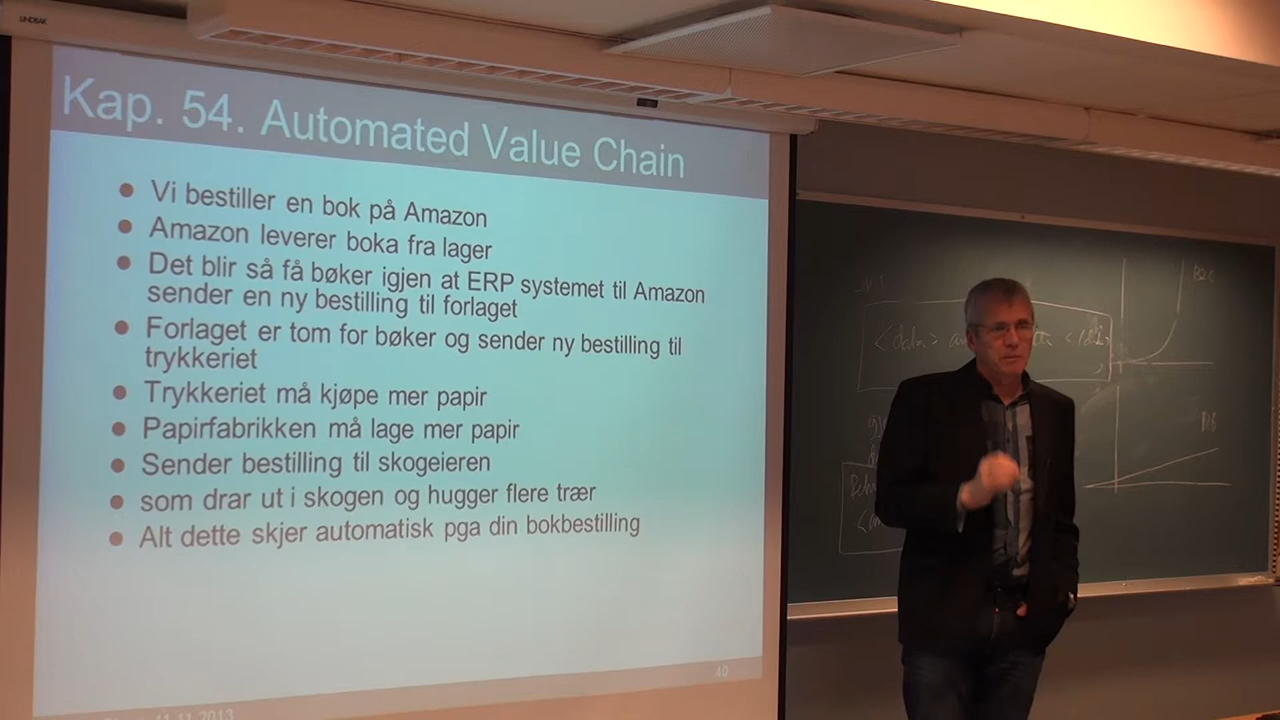 LINDBAK
Kap. 54. Automated Value Chain
Vi bestiller en bok på Amazon
Amazon leverer boka fra lager
Det blir så få bøker igjen at ERP systemet til Amazon
sender en ny bestilling til forlaget
Forlaget er tom for bøker og sender ny bestilling til
trykkeriet
Trykkeriet må kjøpe mer papir
Papirfabrikken må lage mer papir
Sender bestilling til skogeieren
som drar ut i skogen og hugger flere trær
Alt dette skjer automatisk pga din bokbestilling
40
11.11.2013
<data>